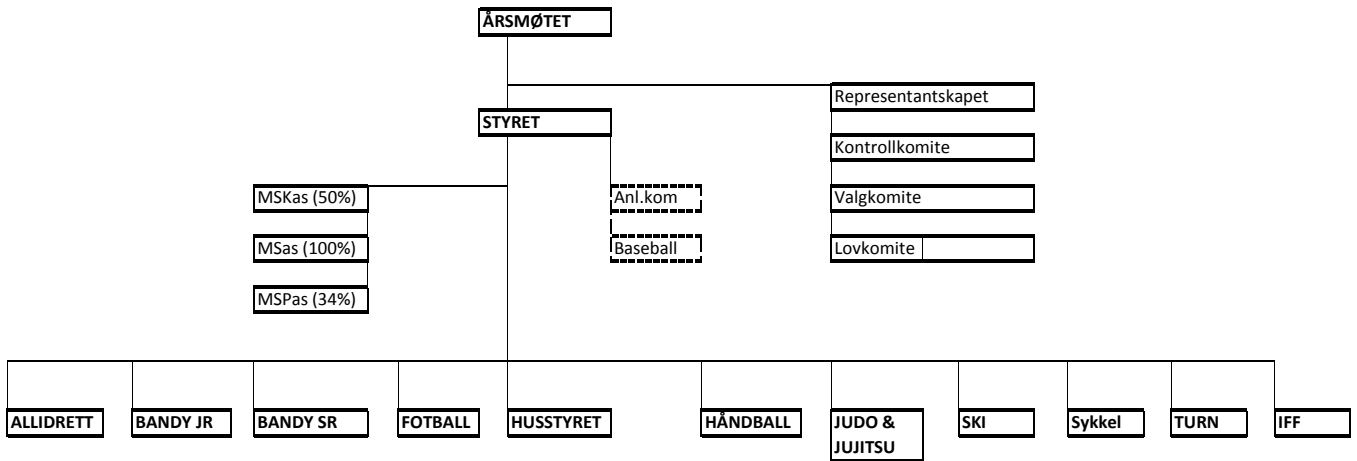 ÅRSMØTET
Representantskapet
STYRET
Kontrollkomite
MSKas (50%)
Anl.kom
Valgkomite
MSas (100%)
Baseball
Lovkomite
MSPas (34%)
ALLIDRETT
BANDY JR
BANDY SR
FOTBALL
HUSSTYRET
HÅNDBALL
JUDO &
JUJITSU
SKI
Sykkel
TURN
IFF